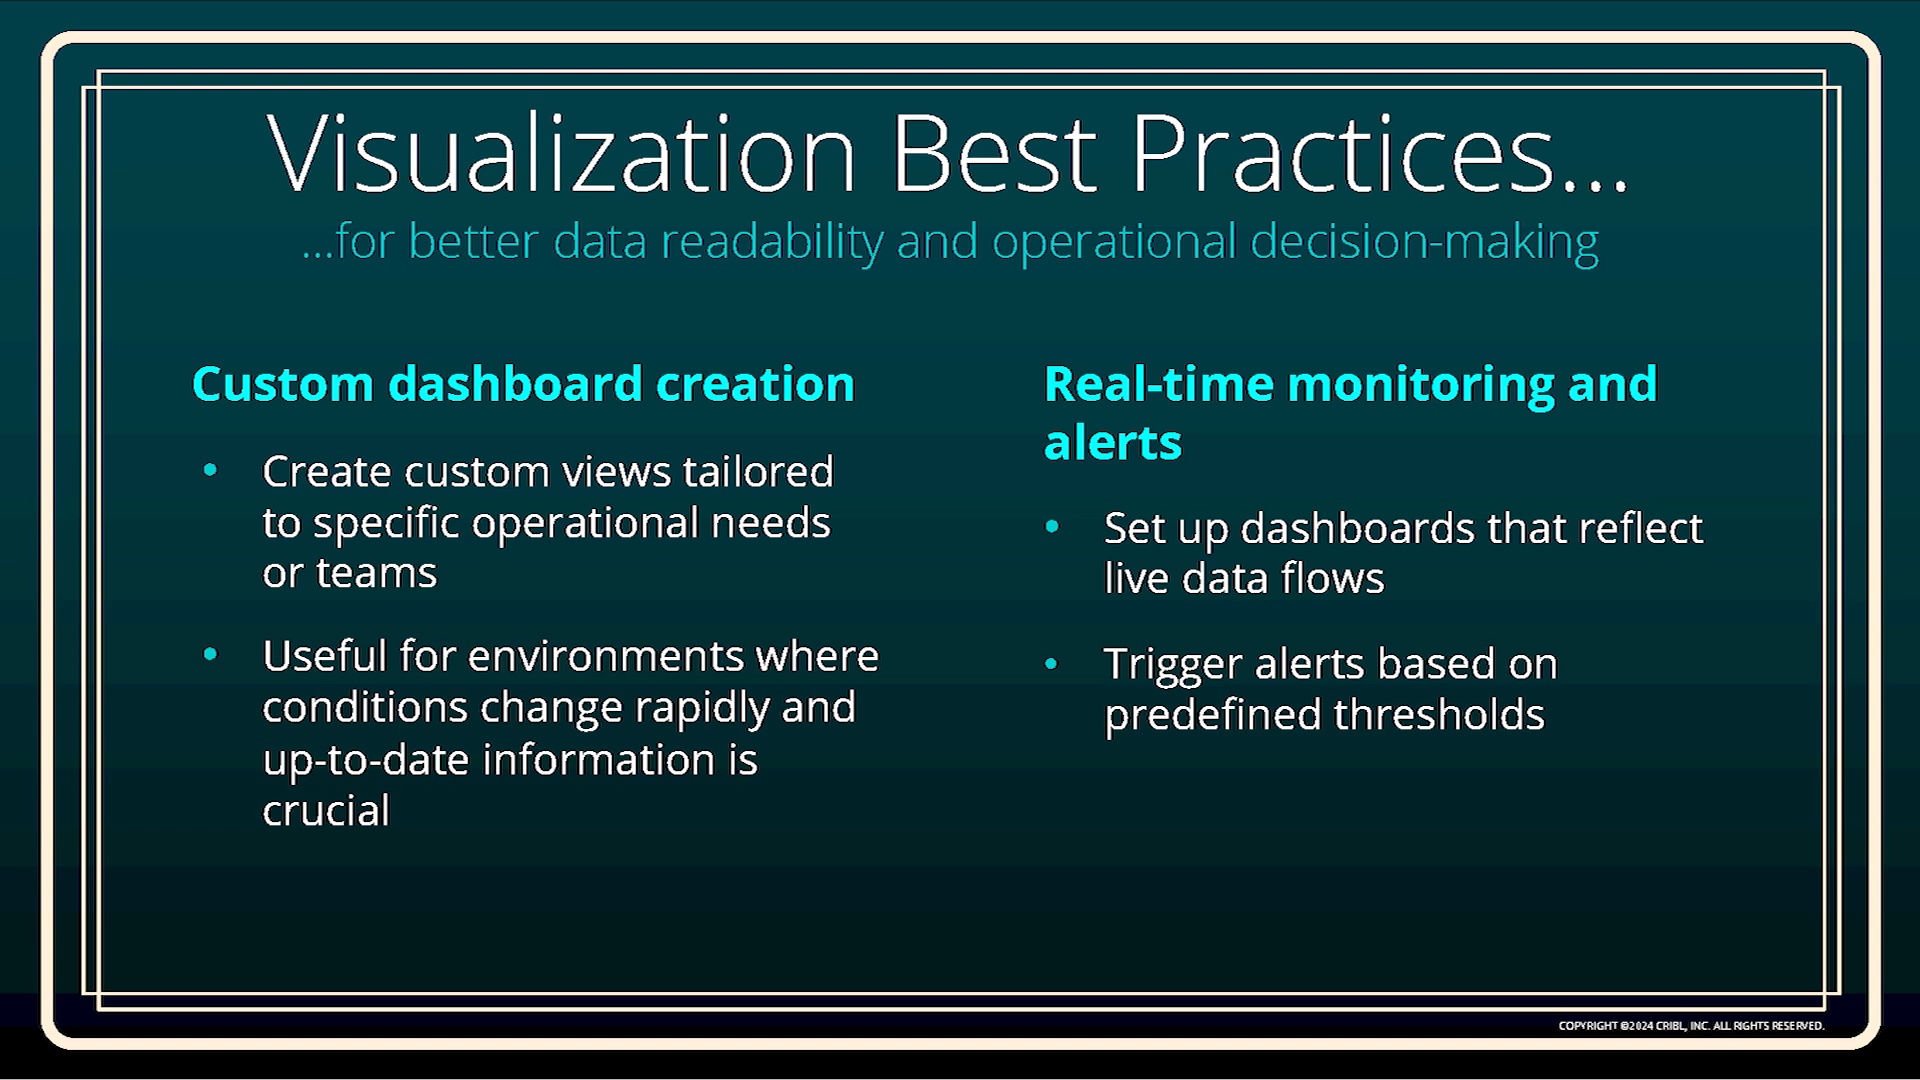 Visualization Best Practices...
...for better data readability and operational decision-making
Custom dashboard creation
• Create custom views tailored
to specific operational needs
or teams
• Useful for environments where
conditions change rapidly and
up-to-date information is
crucial
Real-time monitoring and
alerts
• Set up dashboards that reflect
live data flows
• Trigger alerts based on
predefined thresholds
COPYRIGHT ©2024 CRIBL, INC. ALL RIGHTS RESERVED.